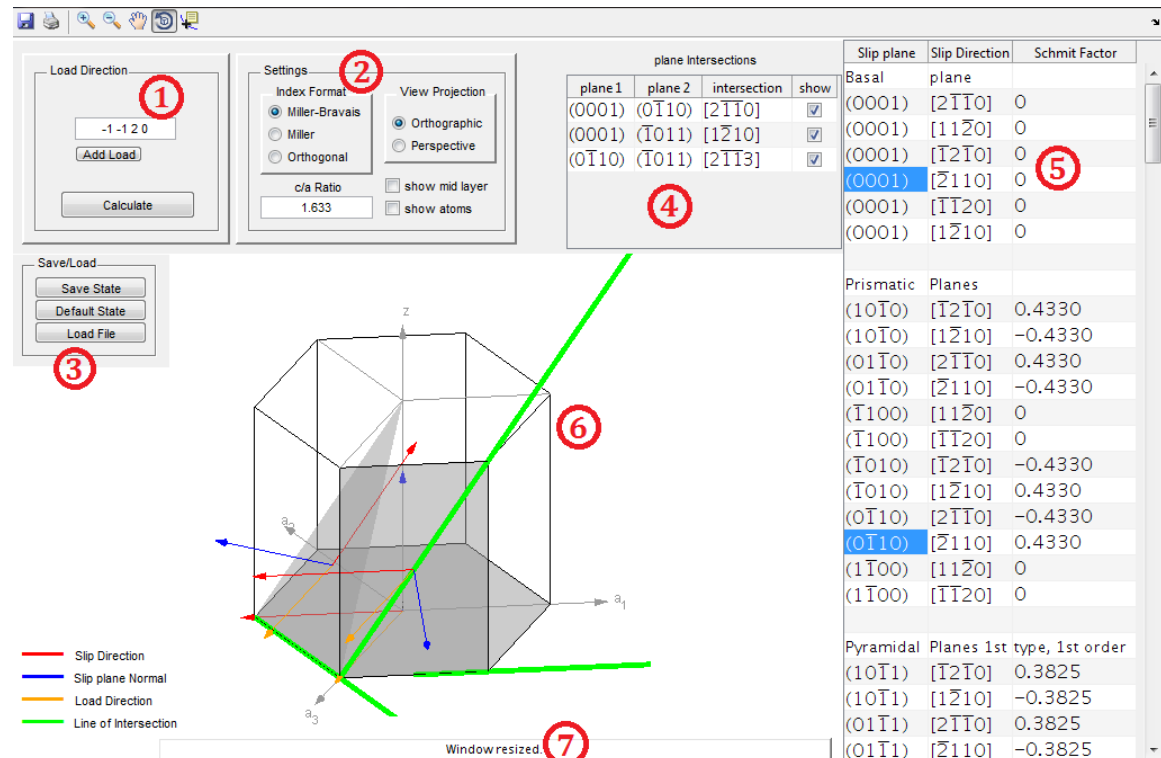 Load Direction
1
-1 -1 2 0
Add Load
Calculate
Settings
2
Index Format
Miller-Bravais
Miller
Orthogonal
View Projection
Orthographic
Perspective
c/a Ratio
1.633
show mid layer
show atoms
plane Intersections
plane 1 plane 2 intersection show
(0001) (01̅10) [21̅1̅0]
(0001) (1̅011) [12̅10]
(01̅10) (1̅011) [21̅1̅3]
4
Slip plane Slip Direction Schmit Factor
Basal plane
(0001) [21̅1̅0] 0
(0001) [112̅0] 0
(0001) [1̅21̅0] 0
(0001) [2̅110] 0
(0001) [1̅1̅20] 0
(0001) [12̅10] 0
5
Prismatic Planes
(101̅0) [1̅21̅0] 0.4330
(101̅0) [12̅10] -0.4330
(011̅0) [21̅1̅0] 0.4330
(011̅0) [2̅110] -0.4330
(1̅100) [112̅0] 0
(1̅100) [1̅1̅20] 0
(1̅010) [1̅21̅0] -0.4330
(1̅010) [12̅10] 0.4330
(01̅10) [21̅1̅0] -0.4330
(01̅10) [2̅110] 0.4330
(11̅00) [112̅0] 0
(11̅00) [1̅1̅20] 0
Pyramidal Planes 1st type, 1st order
(101̅1) [1̅21̅0] 0.3825
(101̅1) [12̅10] -0.3825
(011̅1) [21̅1̅0] 0.3825
(011̅1) [2̅110] -0.3825
Save/Load
Save State
Default State
Load File
3
z
6
a2
a1
a3
Slip Direction
Slip plane Normal
Load Direction
Line of Intersection
Window resized.
7